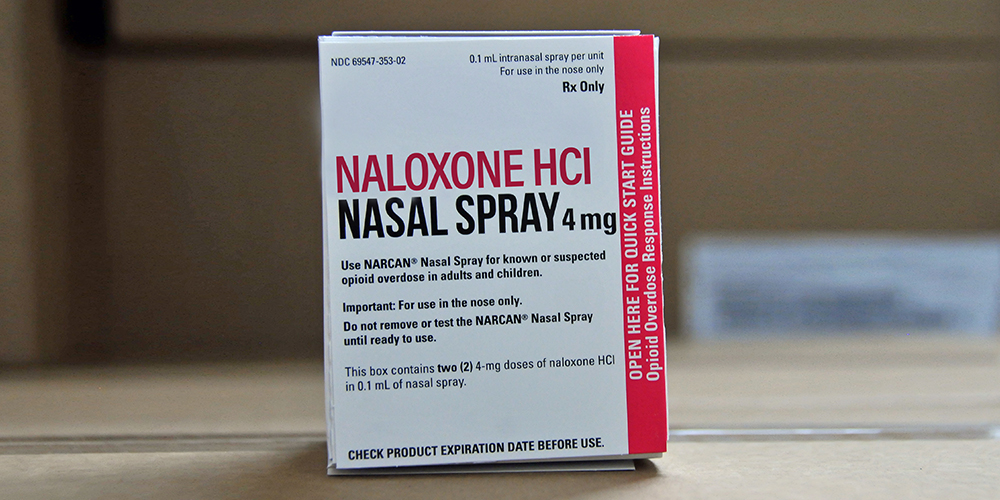 NDC 69547-353-02
0.1 mL intranasal spray per unit
For use in the nose only
Rx Only
NALOXONE HCl
NASAL SPRAY 4 mg
Use NARCAN® Nasal Spray for known or suspected
opioid overdose in adults and children.
Important: For use in the nose only.
Do not remove or test the NARCAN® Nasal Spray
until ready to use.
This box contains two (2) 4-mg doses of naloxone HCl
in 0.1 mL of nasal spray.
CHECK PRODUCT EXPIRATION DATE BEFORE USE.
OPEN HERE FOR QUICK START GUIDE
Opioid Overdose Response Instructions